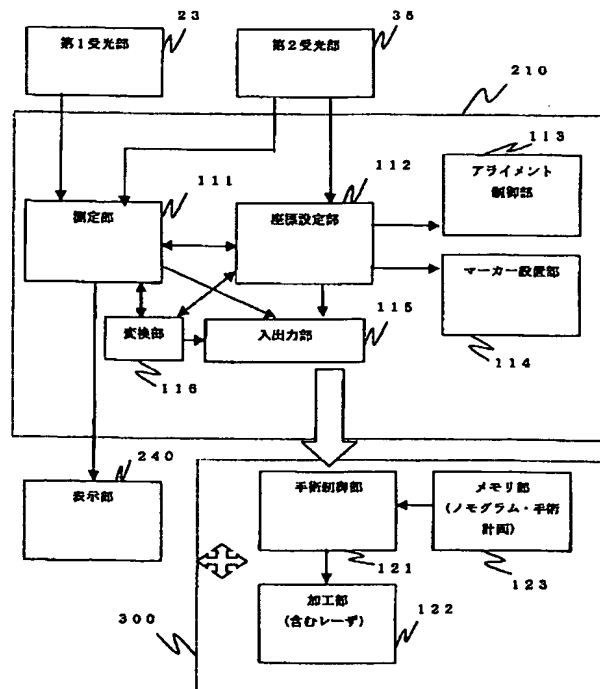 第1受光部
23
第2受光部
35
210
113
アライメント
制御部
111
測定部
112
座標設定部
マーカー設置部
114
変換部
116
入出力部
115
240
表示部
手術制御部
121
メモリ部
(ノモグラム・手術
計画)
123
加工部
(含むレーザ)
122
300